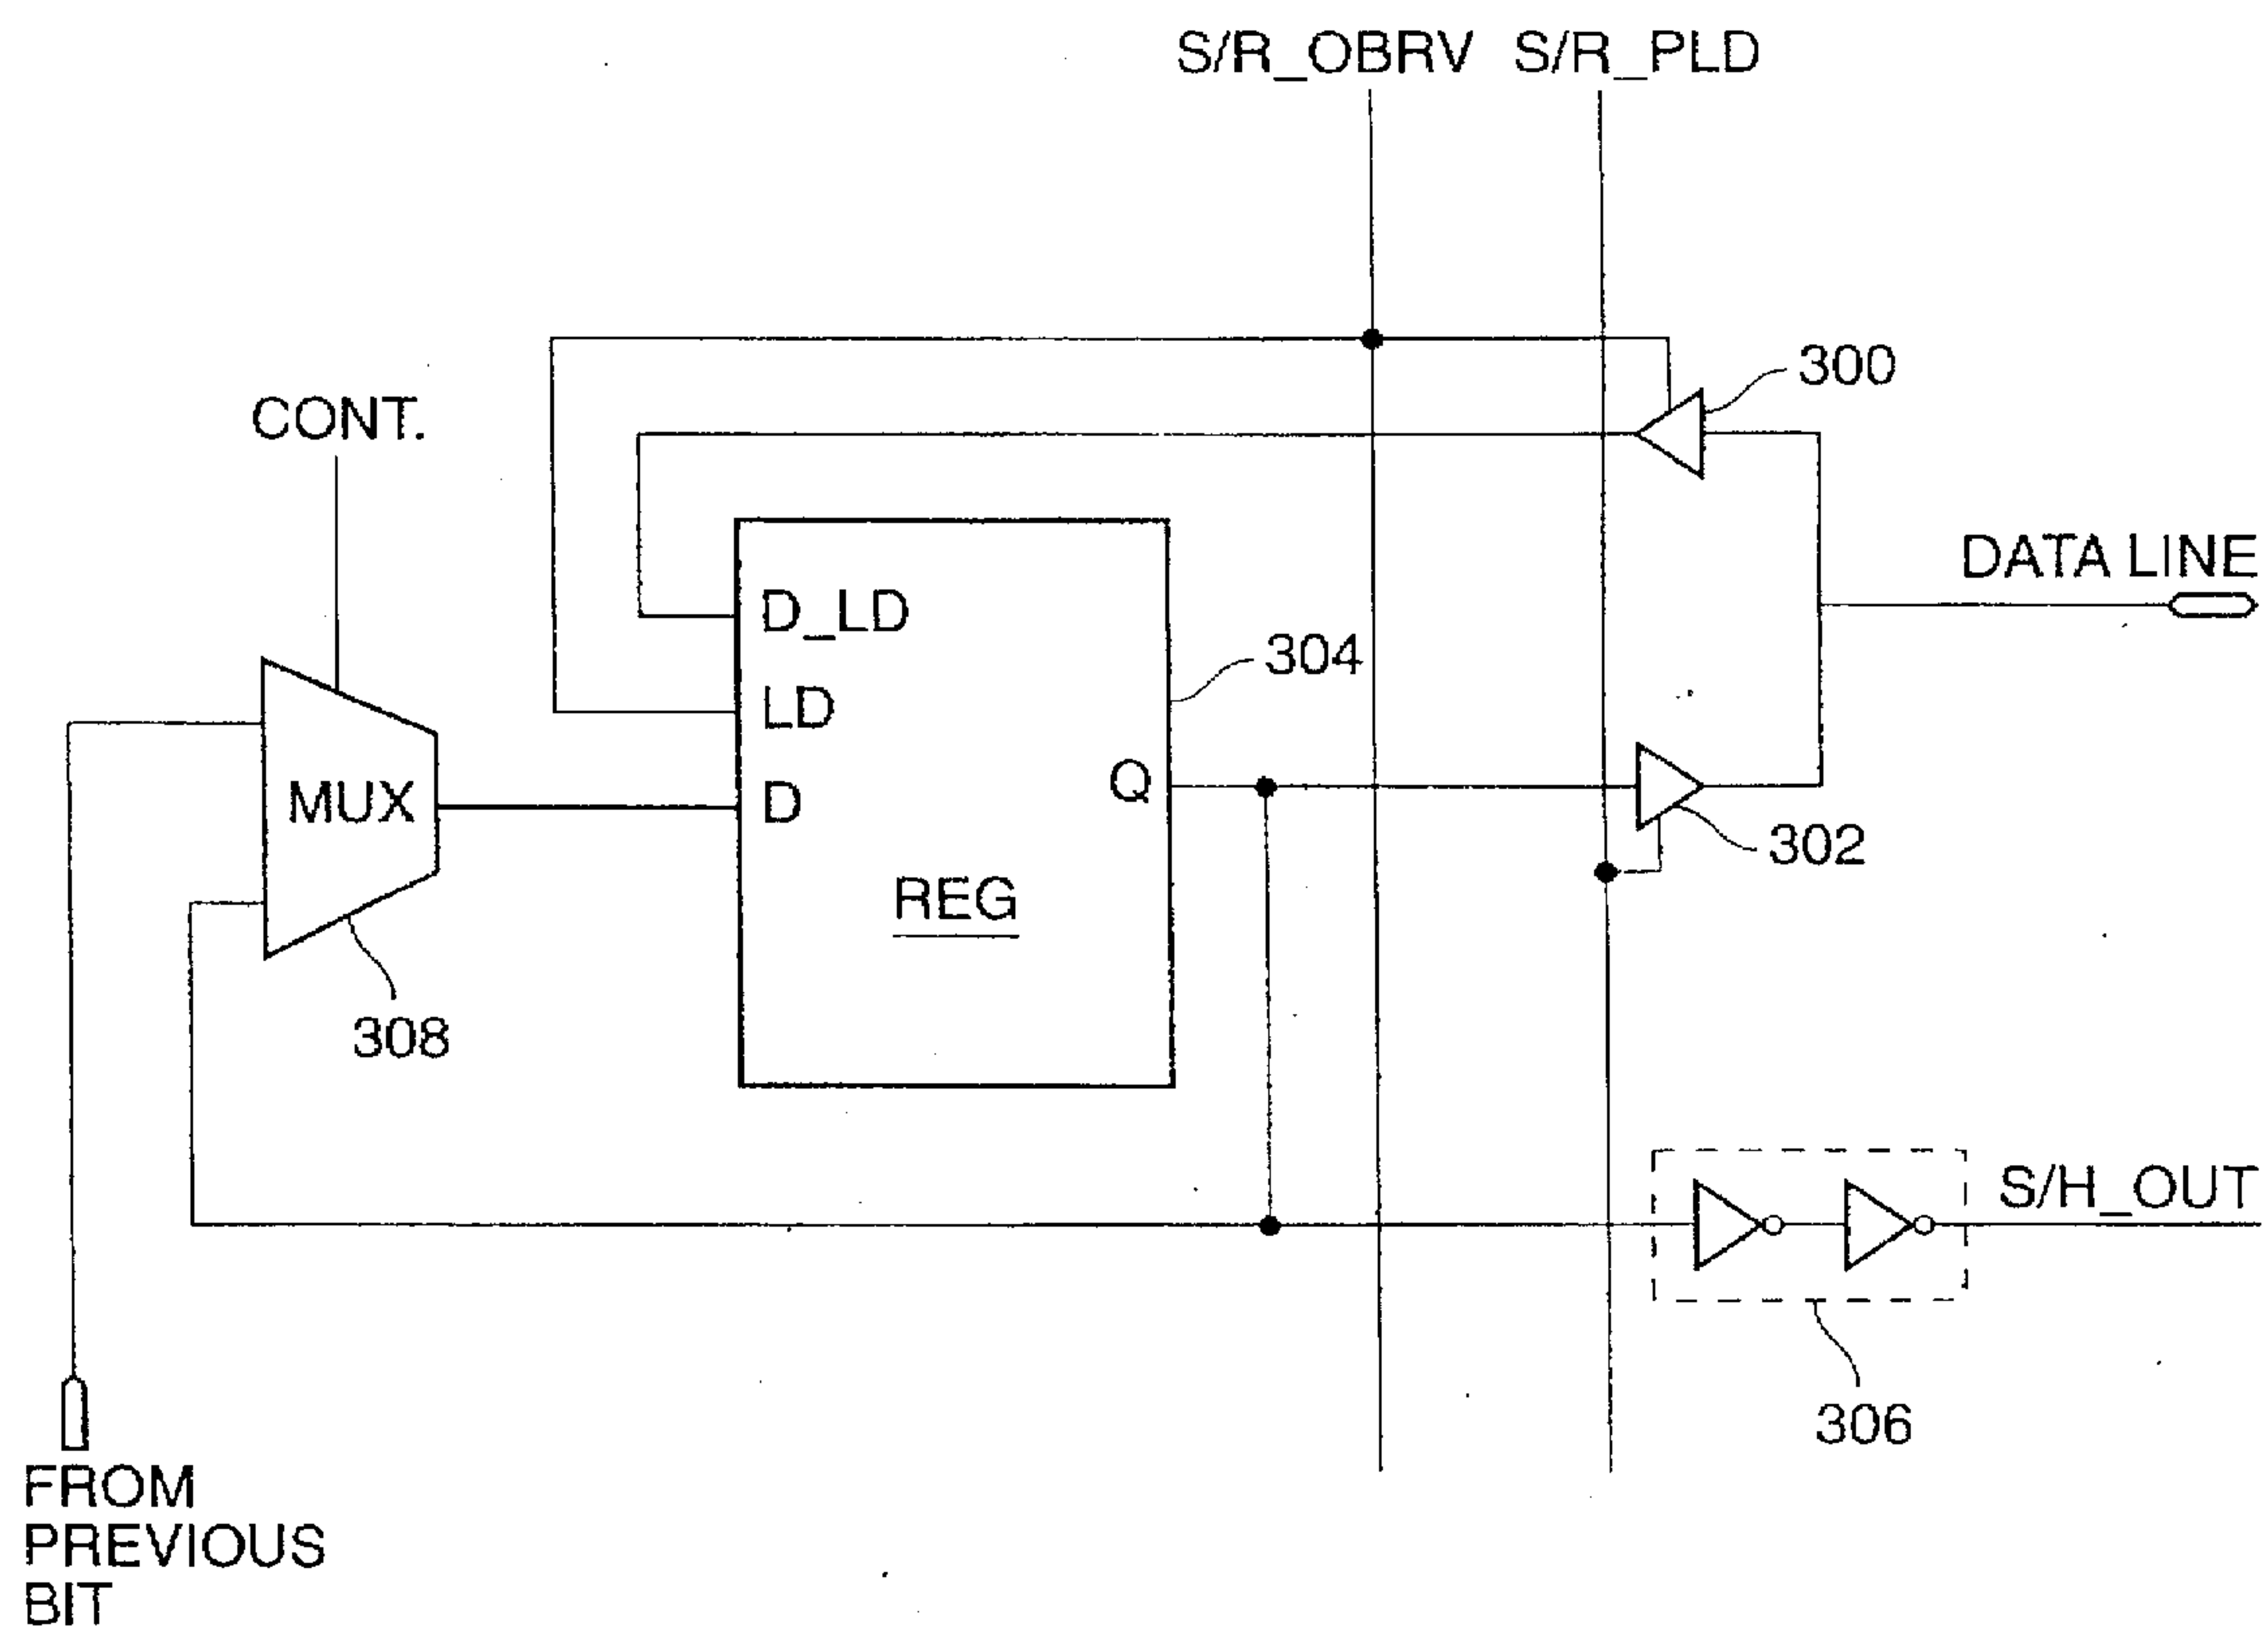 S/R_OBRV S/R_PLD
300
CONT.
DATA LINE
D_LD
304
LD
MUX
D
Q
302
REG
308
S/H_OUT
306
FROM
PREVIOUS
BIT